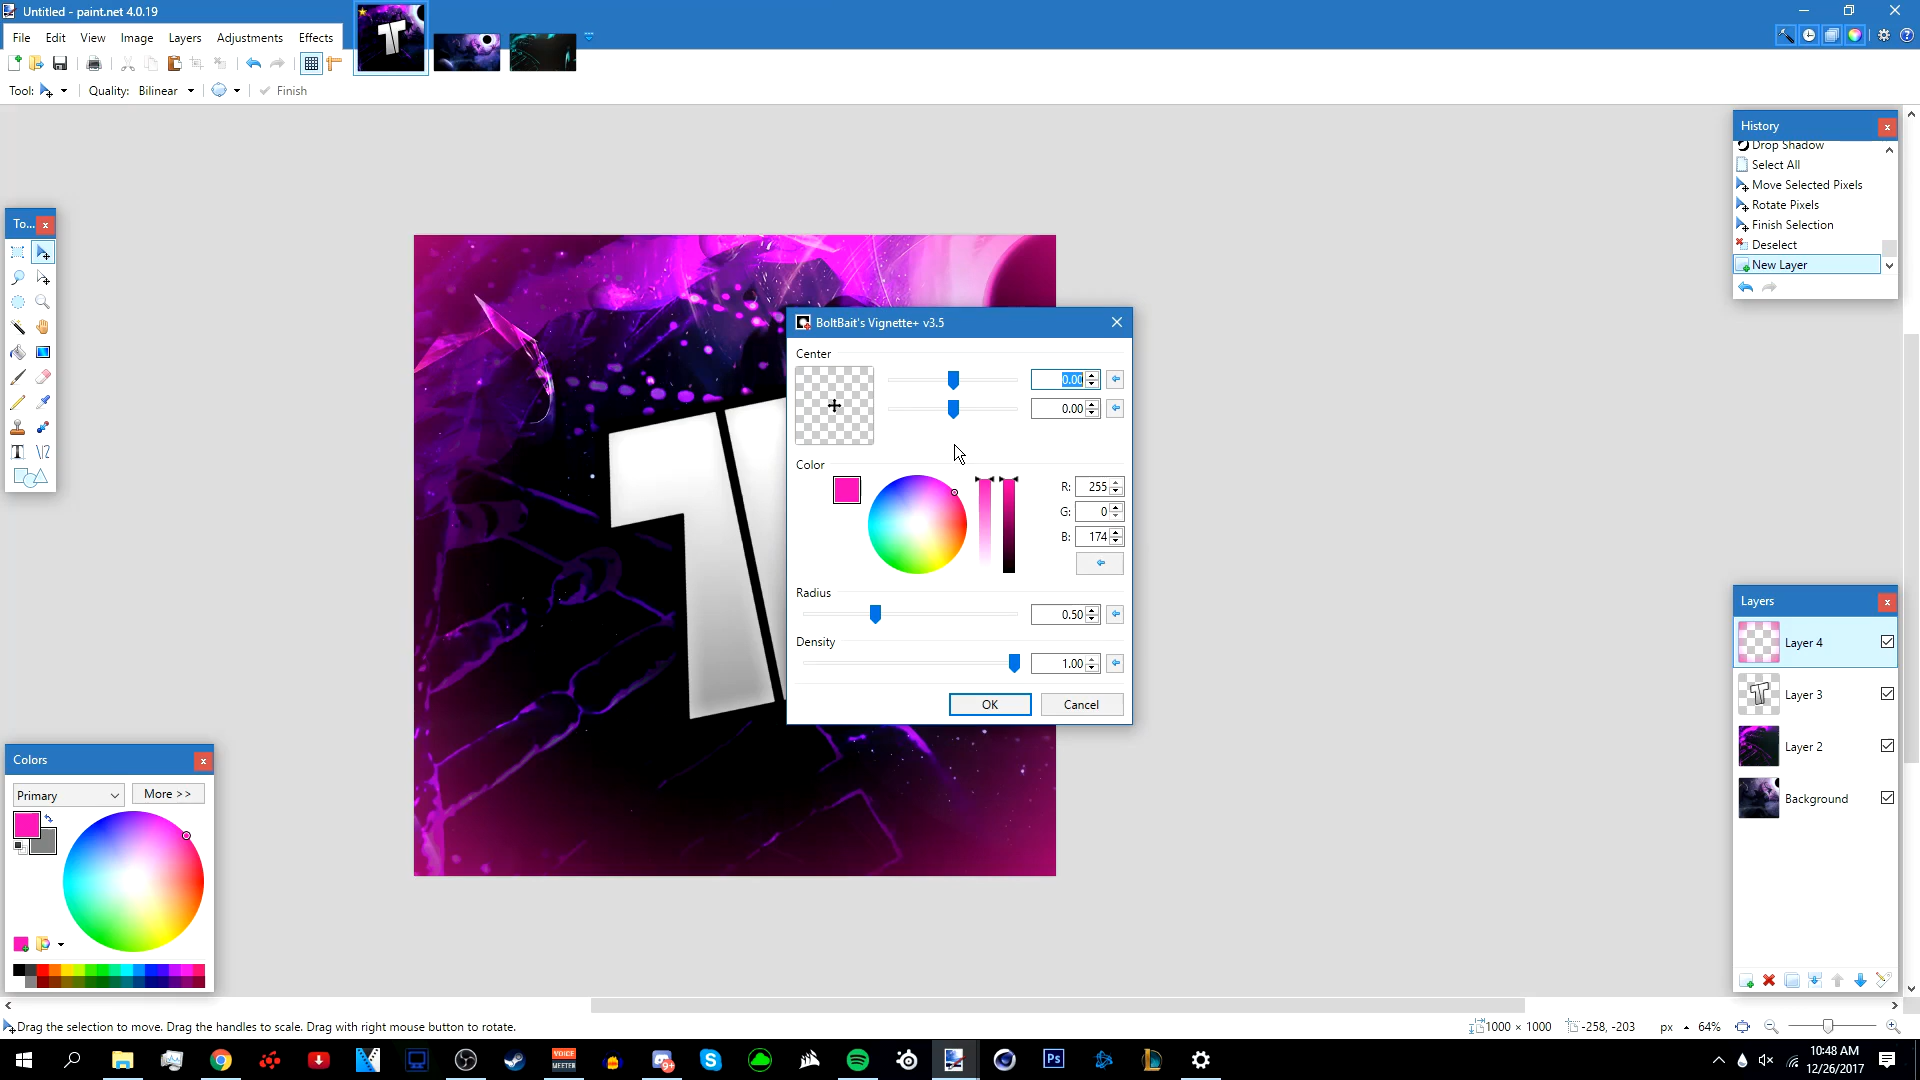 Untitled - paint.net 4.0.19
File Edit View Image Layers Adjustments Effects
Tool: Quality: Bilinear Finish
History
Drop Shadow
Select All
Move Selected Pixels
Rotate Pixels
Finish Selection
Deselect
New Layer
To...
BoltBait's Vignette+ v3.5
Center
0.00
0.00
Color
R: 255
G: 0
B: 174
Radius
0.50
Density
1.00
OK Cancel
Layers
Layer 4
Layer 3
Layer 2
Background
Colors
Primary More >>
Drag the selection to move. Drag the handles to scale. Drag with right mouse button to rotate.
1000 × 1000 -258, -203 px 64%
VOICE
MEETER
9+
Ps
10:48 AM
12/26/2017